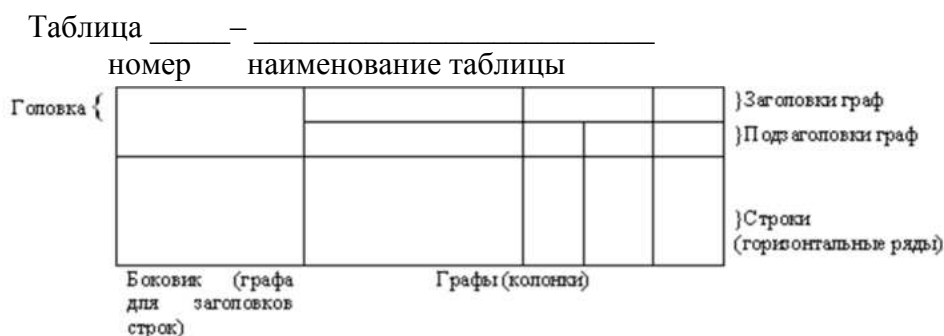 Таблица _____– _________________________
номер наименование таблицы
Головка {
}Заголовки граф
}Подзаголовки граф
}Строки
(горизонтальные ряды)
Боковик (графа
для заголовков
строк)
Графы (колонки)